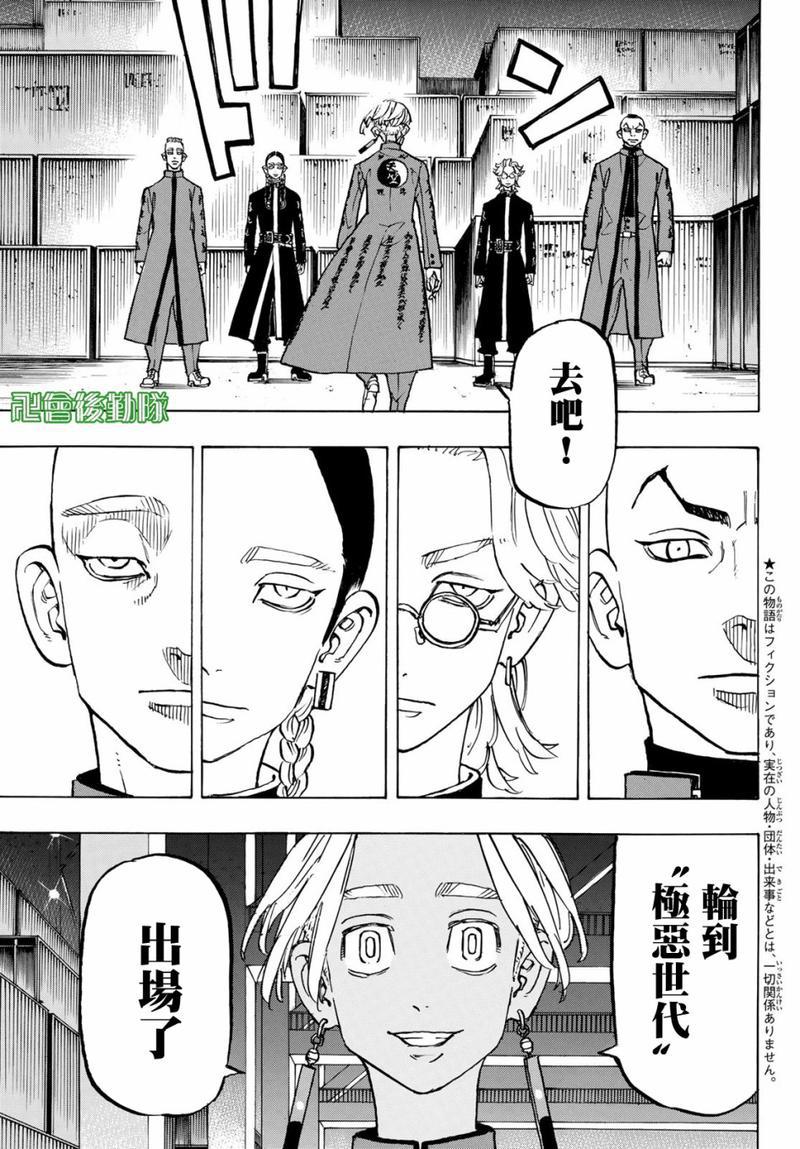 ドン
卍會後勤隊
去吧！
輪到
"極惡世代"
出場了
★この物語はフィクションであり、実在の人物・団体・出来事などとは、一切関係ありません。